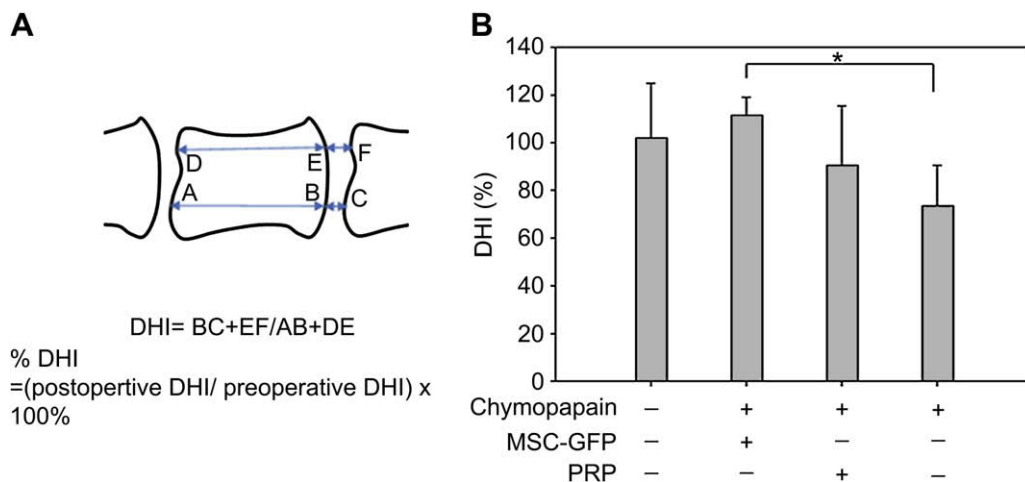 A
D
E
F
A
B
C
DHI= BC+EF/AB+DE
% DHI
=(postopertive DHI/ preoperative DHI) x
100%
B
140
120
100
80
60
40
20
0
DHI (%)
*
Chymopapain – + + +
MSC-GFP – + – –
PRP – – + –